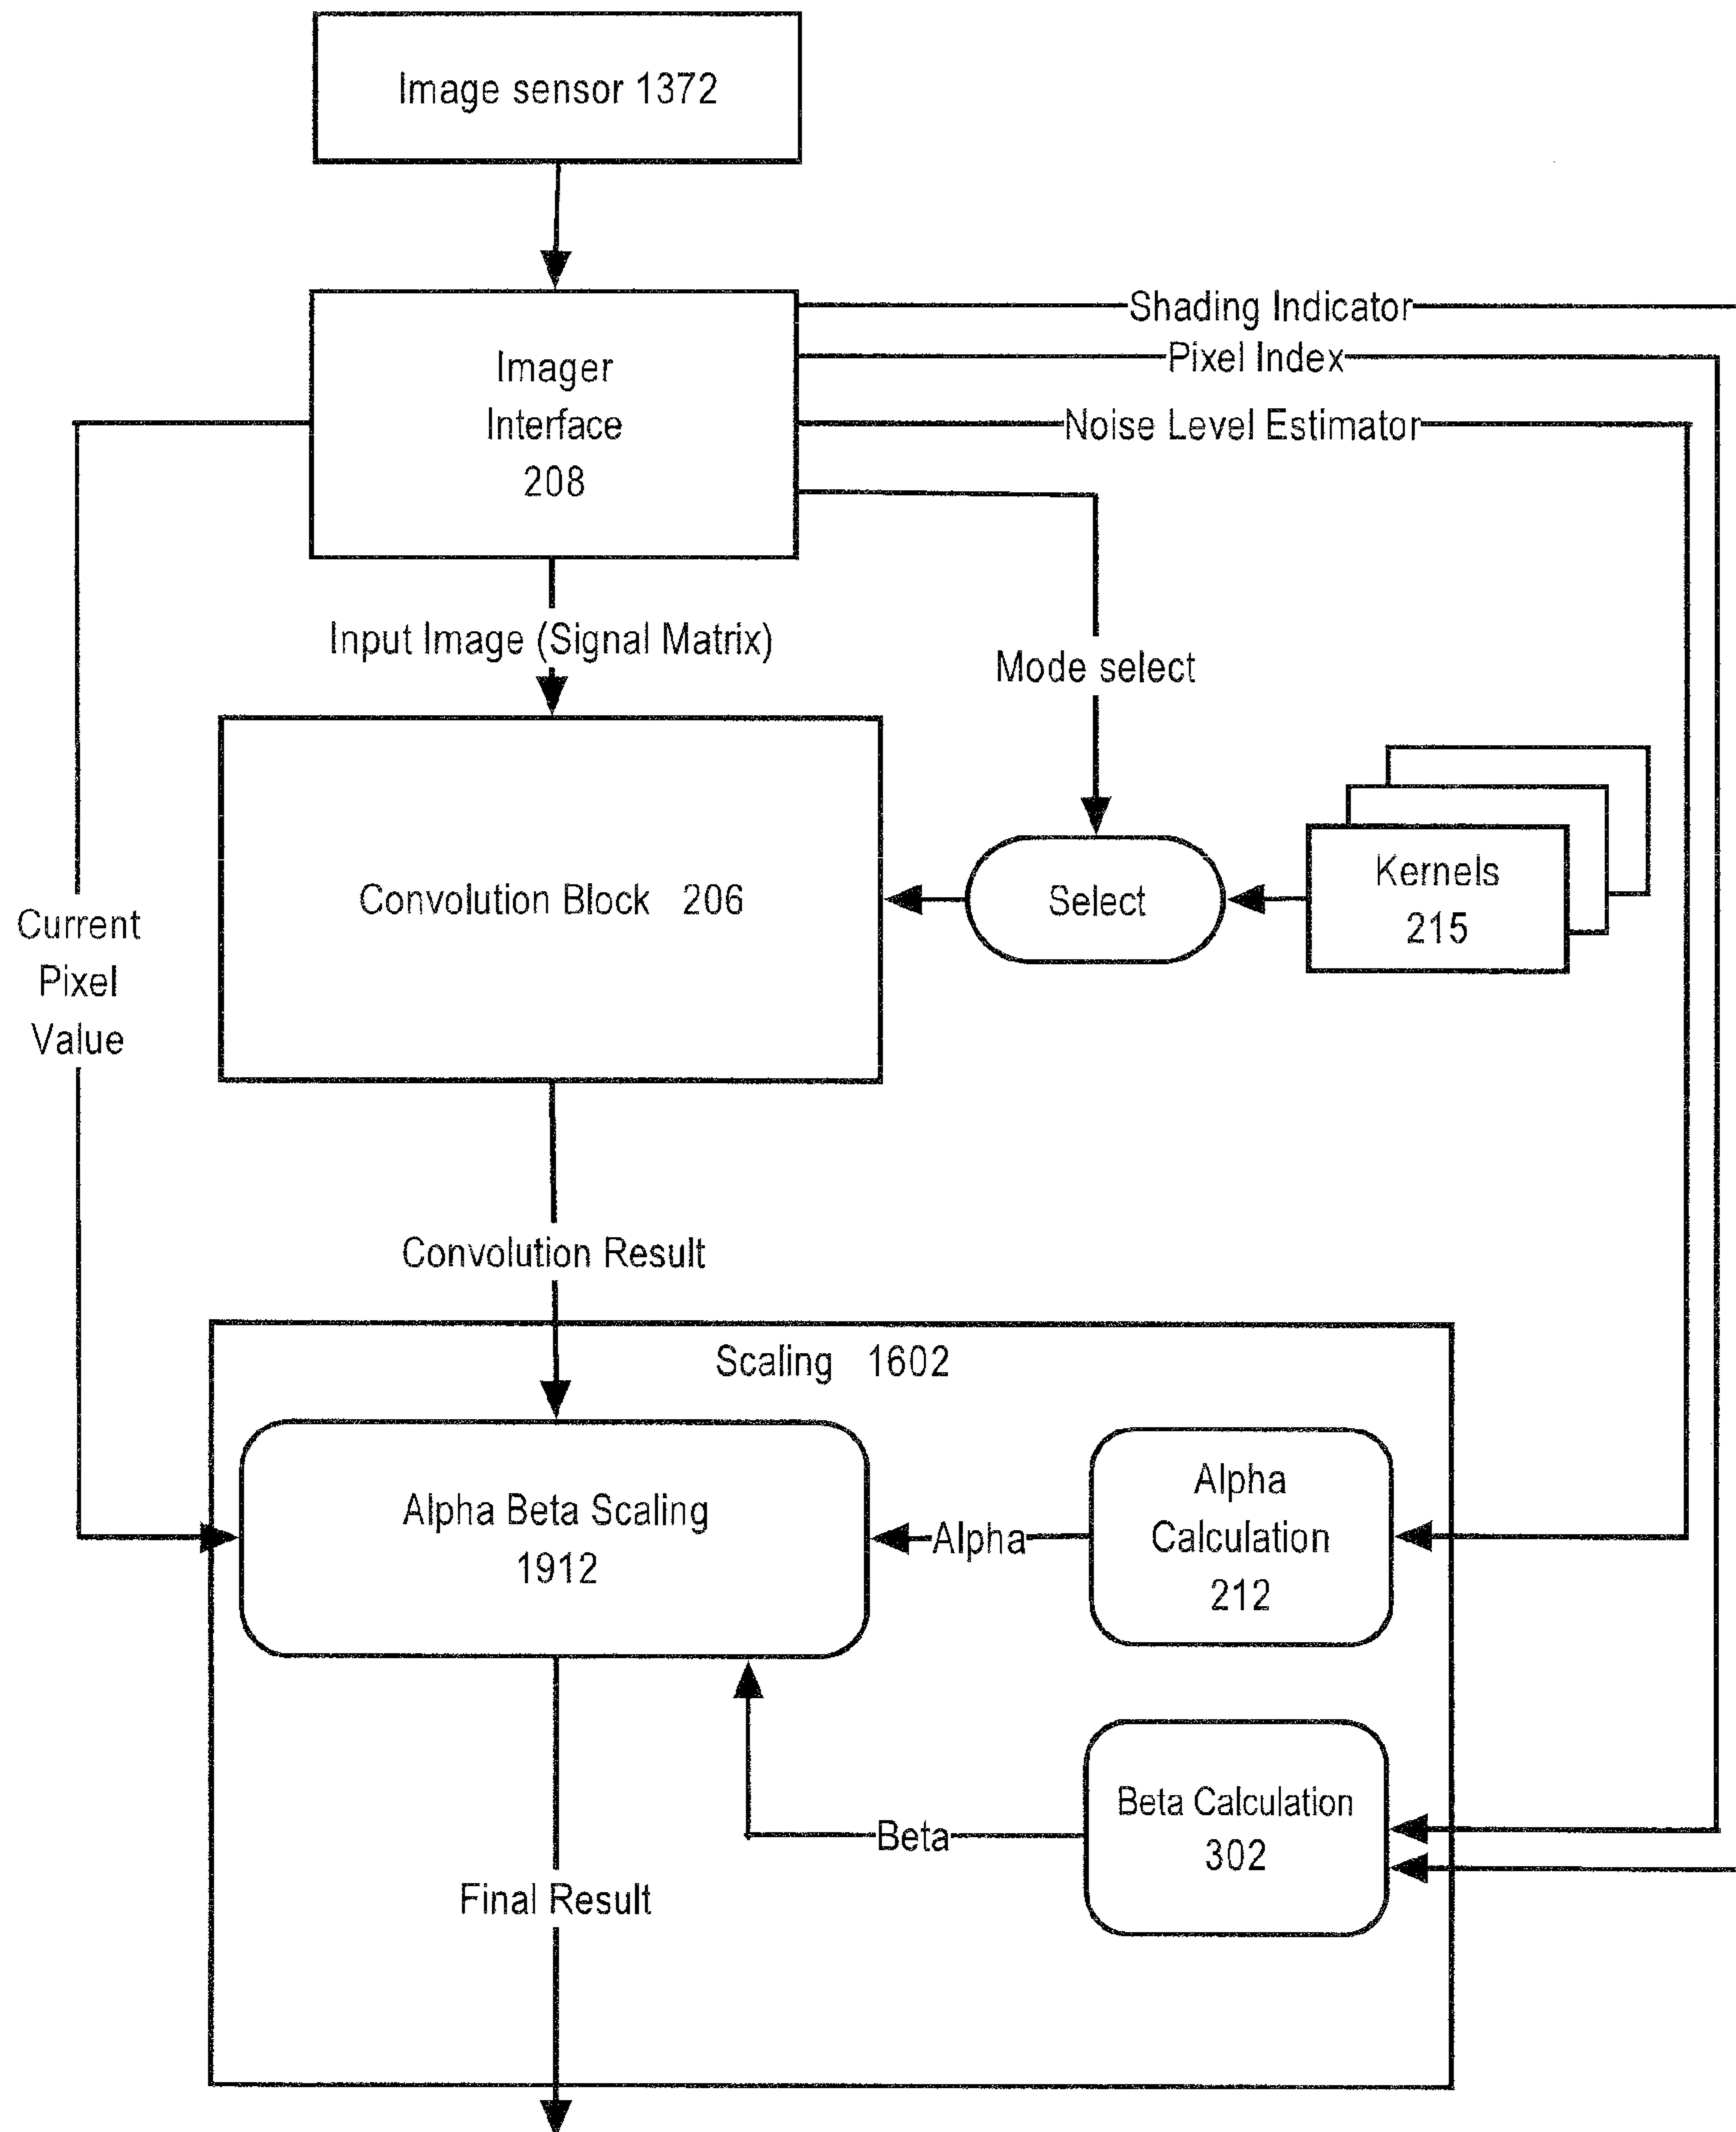 Image sensor 1372
Shading Indicator
Pixel Index
Imager
Interface
208
Noise Level Estimator
Input Image (Signal Matrix)
Mode select
Convolution Block 206
Select
Kernels
215
Current
Pixel
Value
Convolution Result
Scaling 1602
Alpha Beta Scaling
1912
Alpha
Alpha
Calculation
212
Beta
Beta Calculation
302
Final Result